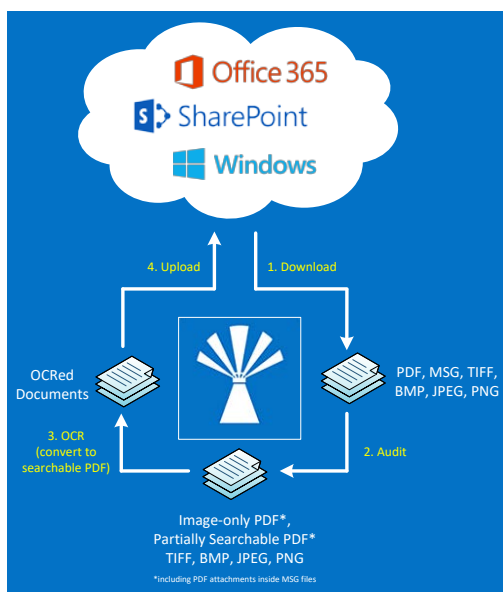 Office 365
S SharePoint
Windows
4. Upload
1. Download
OCRed
Documents
PDF, MSG, TIFF,
BMP, JPEG, PNG
3. OCR
(convert to
searchable PDF)
2. Audit
Image-only PDF*,
Partially Searchable PDF*
TIFF, BMP, JPEG, PNG
*including PDF attachments inside MSG files